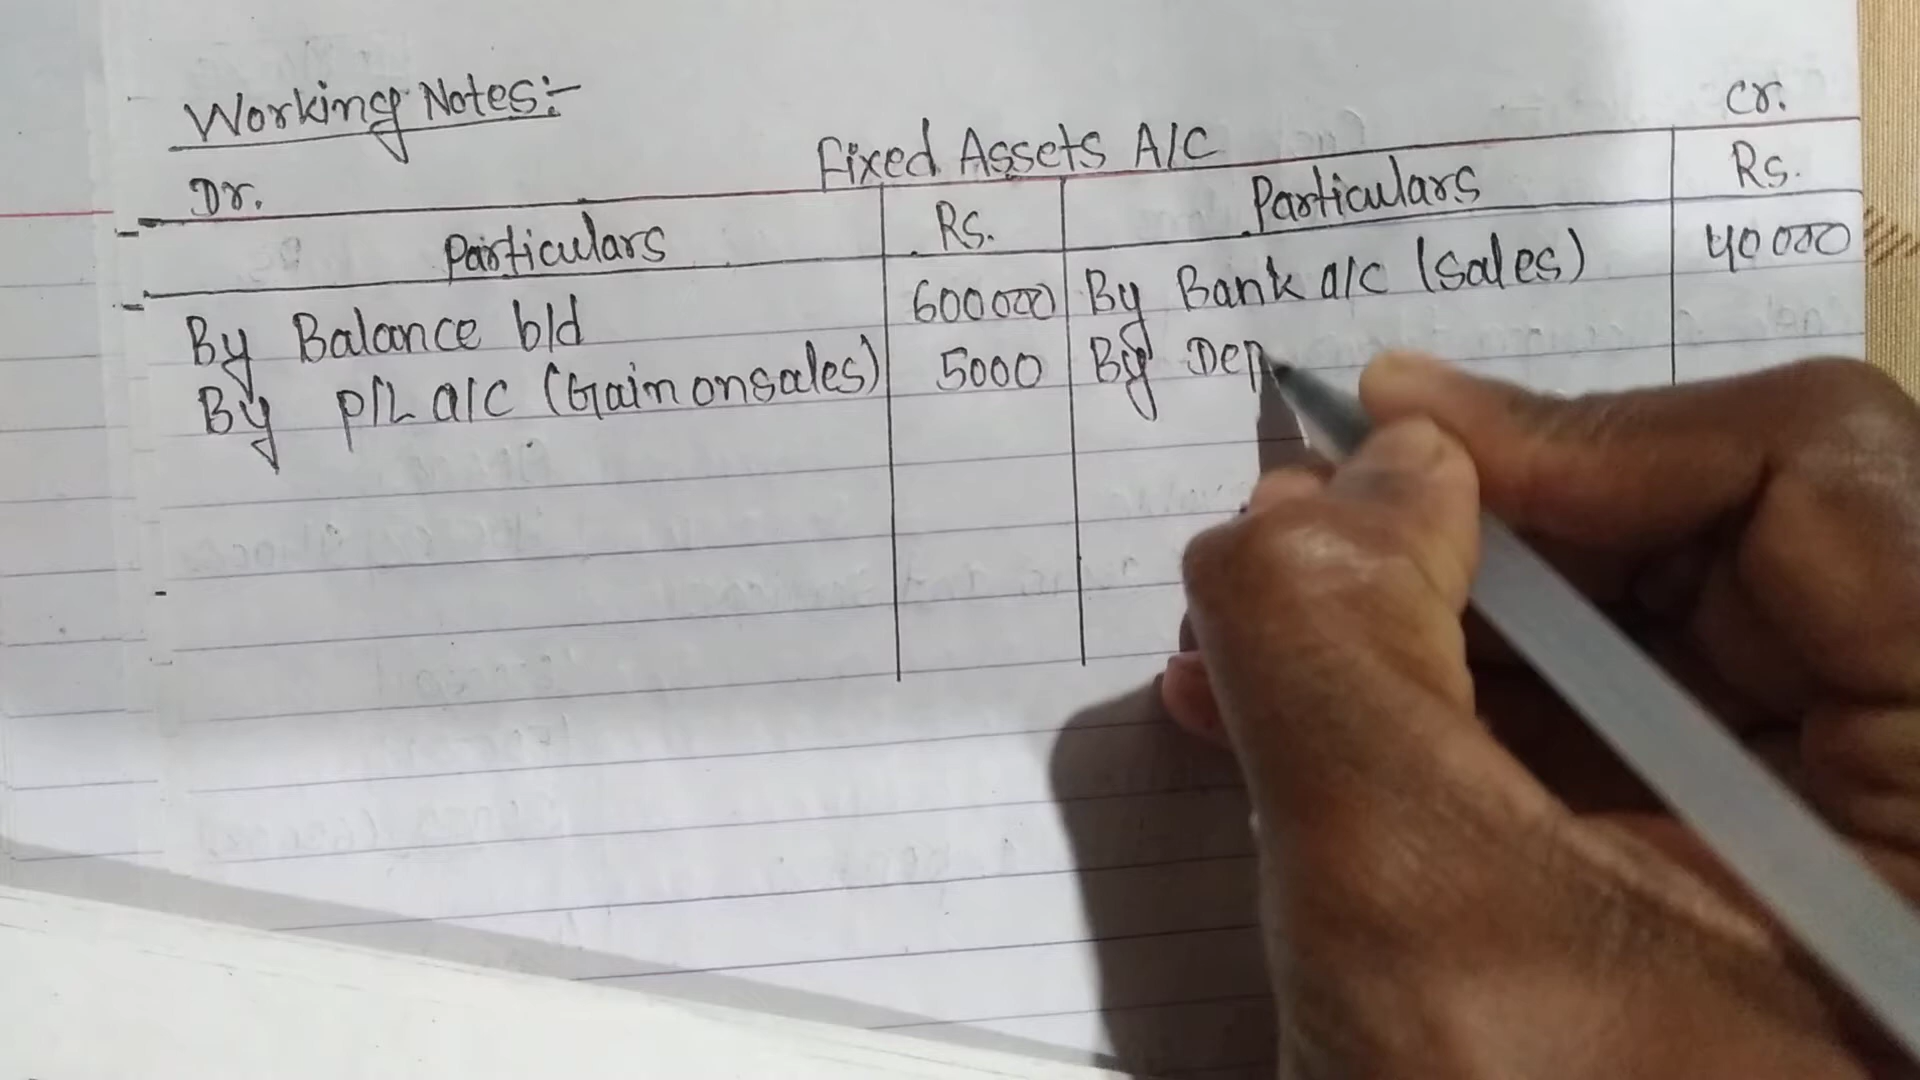 Working Notes:-
Fixed Assets A/C
Dr.
Cr.
Particulars Rs. Particulars Rs.
By Balance b/d 600000 By Bank a/c (sales) 40000
By P/L a/c (Gain on sales) 5000 By Dep